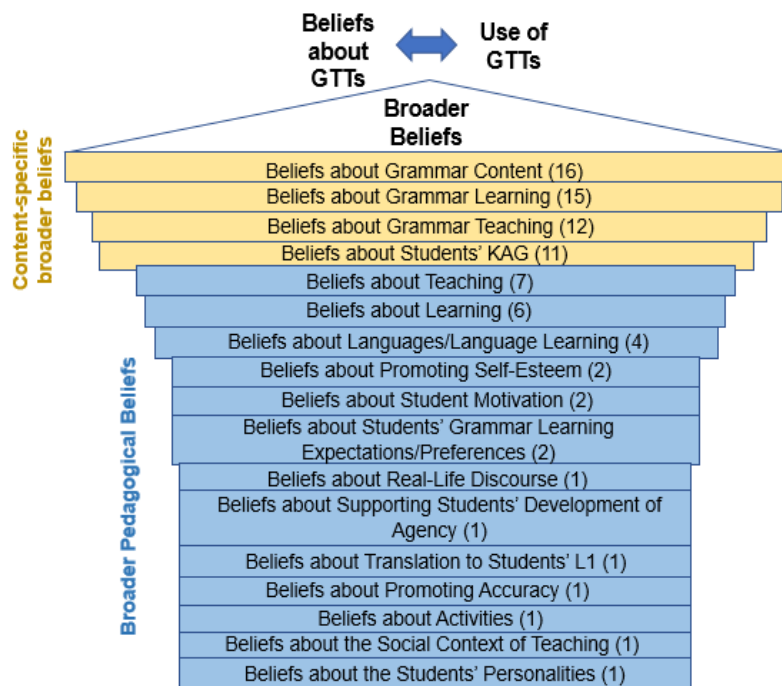 Beliefs
about
GTTs
Use of
GTTs
Broader
Beliefs
Content-specific
broader beliefs
Beliefs about Grammar Content (16)
Beliefs about Grammar Learning (15)
Beliefs about Grammar Teaching (12)
Beliefs about Students' KAG (11)
Broader Pedagogical Beliefs
Beliefs about Teaching (7)
Beliefs about Learning (6)
Beliefs about Languages/Language Learning (4)
Beliefs about Promoting Self-Esteem (2)
Beliefs about Student Motivation (2)
Beliefs about Students' Grammar Learning
Expectations/Preferences (2)
Beliefs about Real-Life Discourse (1)
Beliefs about Supporting Students' Development of
Agency (1)
Beliefs about Translation to Students' L1 (1)
Beliefs about Promoting Accuracy (1)
Beliefs about Activities (1)
Beliefs about the Social Context of Teaching (1)
Beliefs about the Students' Personalities (1)